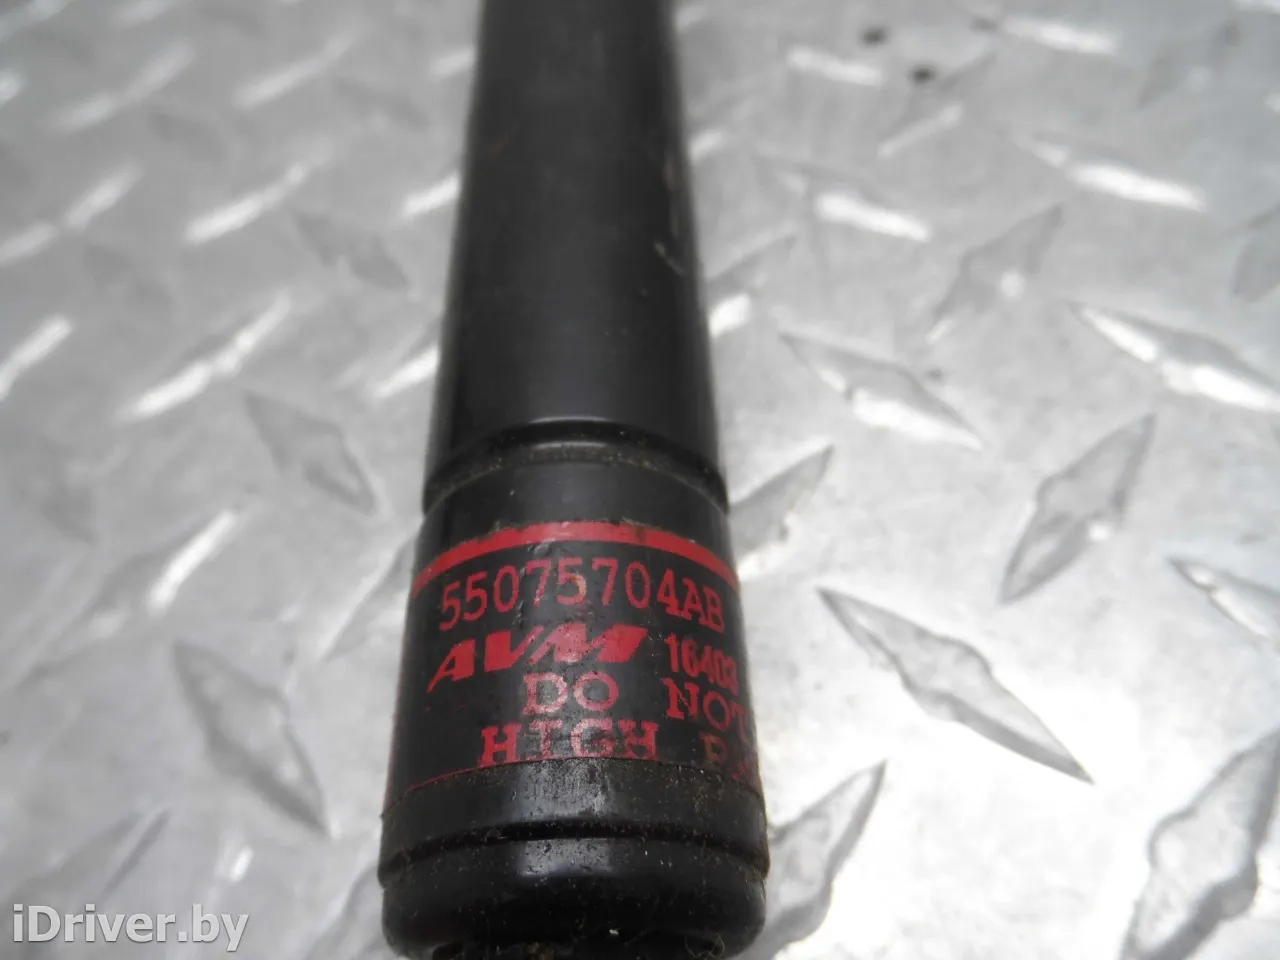 55075704AB
AVM 16403
DO NOT
HIGH
iDriver.by